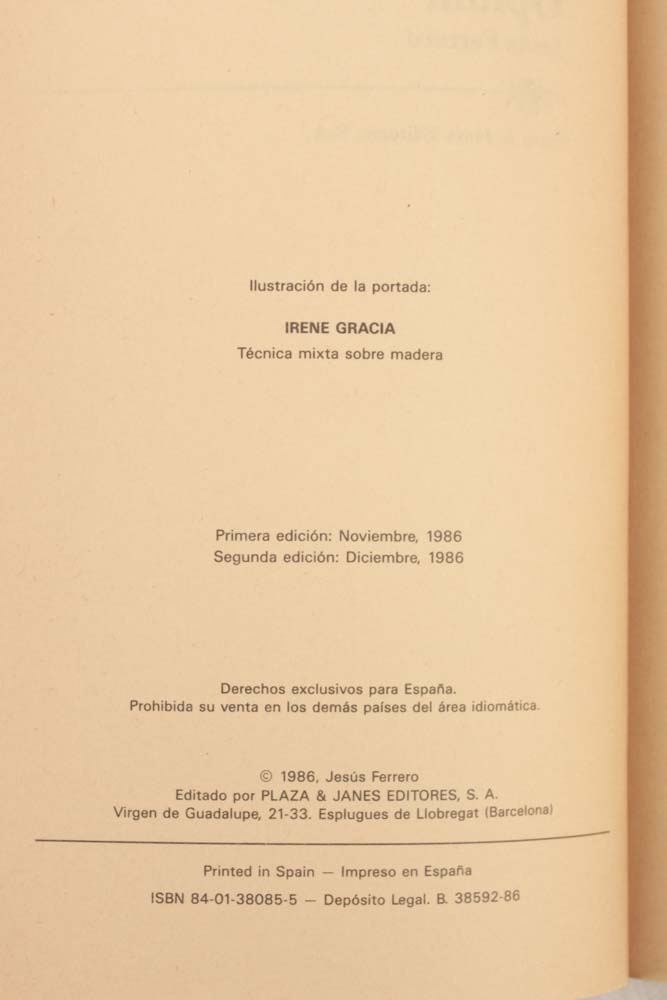 Ilustración de la portada:
IRENE GRACIA
Técnica mixta sobre madera
Primera edición: Noviembre, 1986
Segunda edición: Diciembre, 1986
Derechos exclusivos para España.
Prohibida su venta en los demás países del área idiomática.
© 1986, Jesús Ferrero
Editado por PLAZA & JANES EDITORES, S. A.
Virgen de Guadalupe, 21-33. Esplugues de Llobregat (Barcelona)
Printed in Spain — Impreso en España
ISBN 84-01-38085-5 — Depósito Legal. B. 38592-86